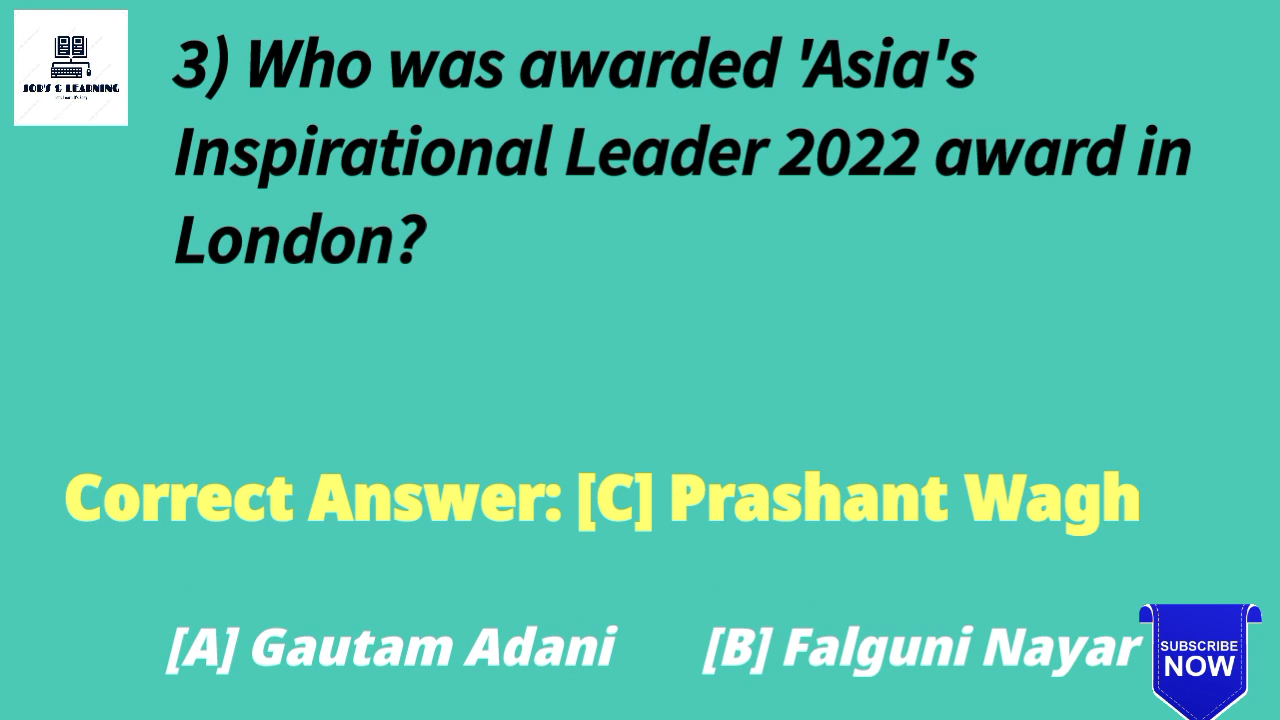 JOB'S & LEARNING
3) Who was awarded 'Asia's
Inspirational Leader 2022 award in
London?
Correct Answer: [C] Prashant Wagh
[A] Gautam Adani [B] Falguni Nayar
SUBSCRIBE
NOW